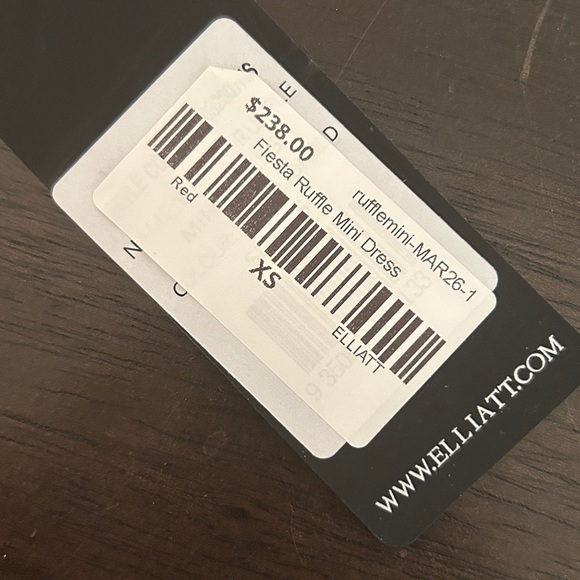 $238.00
Fiesta Ruffle Mini Dress
rufflemini-MAR26-1
Red
XS
ELLIATT
WWW.ELLIATT.COM
S
E
D
N